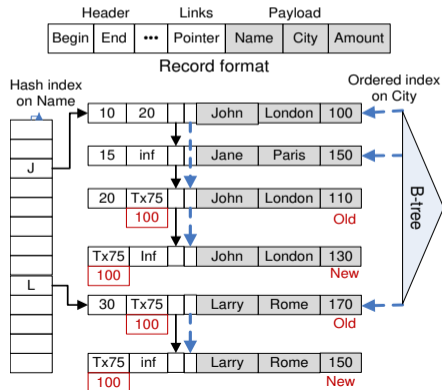 Header Links Payload
Begin End ••• Pointer Name City Amount
Record format
Hash index on Name
Ordered index on City
10 20 John London 100
15 inf Jane Paris 150
J
20 Tx75 John London 110
100 Old
Tx75 Inf John London 130
100 New
L
30 Tx75 Larry Rome 170
100 Old
Tx75 inf Larry Rome 150
100 New
B-tree